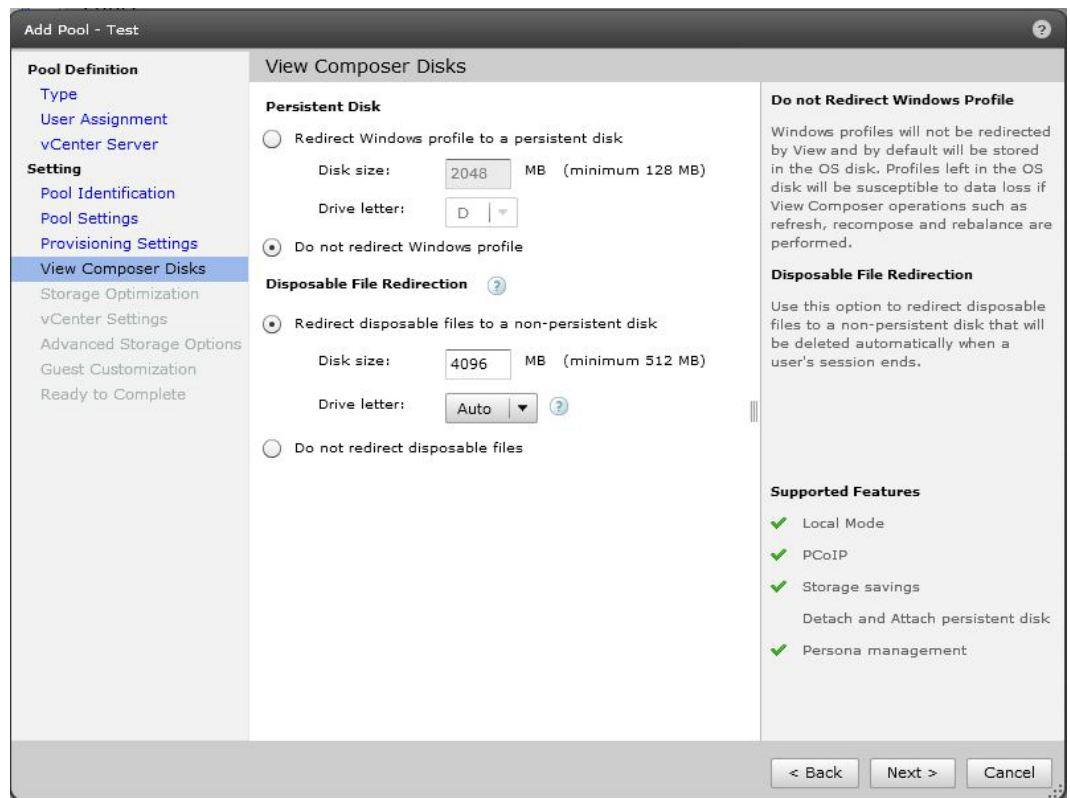 Add Pool - Test
?
Pool Definition
Type
User Assignment
vCenter Server
Setting
Pool Identification
Pool Settings
Provisioning Settings
View Composer Disks
Storage Optimization
vCenter Settings
Advanced Storage Options
Guest Customization
Ready to Complete
View Composer Disks
Persistent Disk
Redirect Windows profile to a persistent disk
Disk size: 2048 MB (minimum 128 MB)
Drive letter: D
Do not redirect Windows profile
Disposable File Redirection ?
Redirect disposable files to a non-persistent disk
Disk size: 4096 MB (minimum 512 MB)
Drive letter: Auto ?
Do not redirect disposable files
Do not Redirect Windows Profile
Windows profiles will not be redirected
by View and by default will be stored
in the OS disk. Profiles left in the OS
disk will be susceptible to data loss if
View Composer operations such as
refresh, recompose and rebalance are
performed.
Disposable File Redirection
Use this option to redirect disposable
files to a non-persistent disk that will
be deleted automatically when a
user's session ends.
Supported Features
Local Mode
PCoIP
Storage savings
Detach and Attach persistent disk
Persona management
< Back Next > Cancel